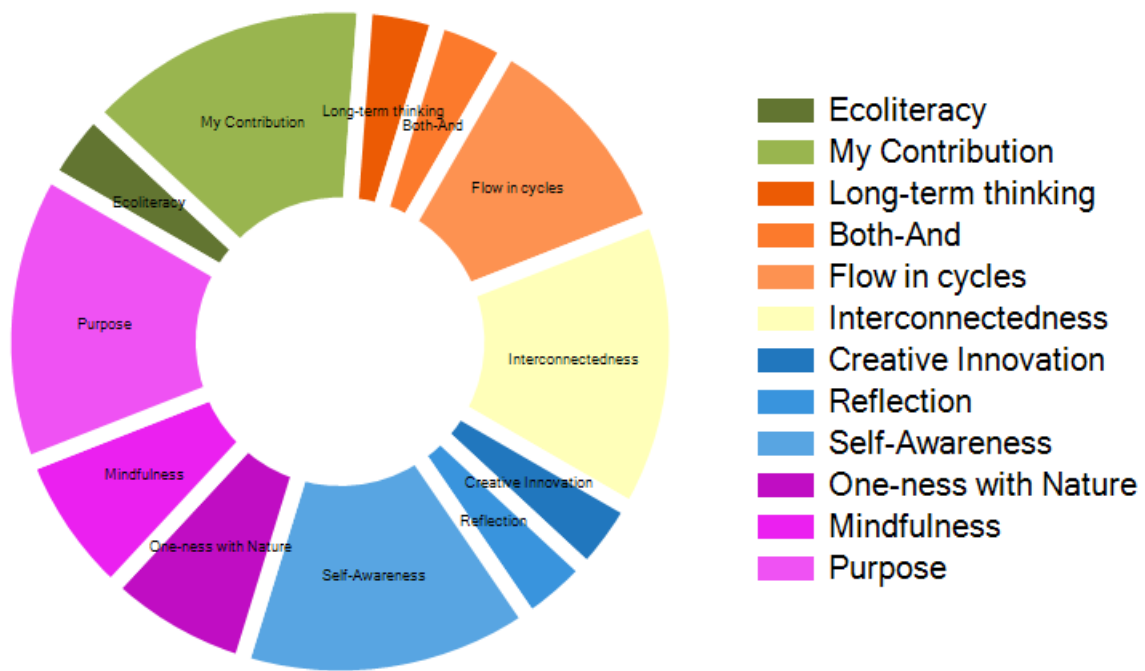 Long-term thinking
My Contribution
Both-And
Flow in cycles
Ecoliteracy
Purpose
Interconnectedness
Mindfulness
Creative Innovation
Reflection
One-ness with Nature
Self-Awareness
Ecoliteracy
My Contribution
Long-term thinking
Both-And
Flow in cycles
Interconnectedness
Creative Innovation
Reflection
Self-Awareness
One-ness with Nature
Mindfulness
Purpose